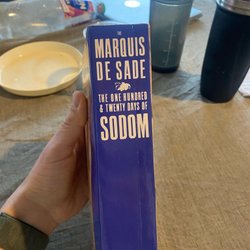 THE
MARQUIS
DE SADE
THE ONE HUNDRED
& TWENTY DAYS OF
SODOM